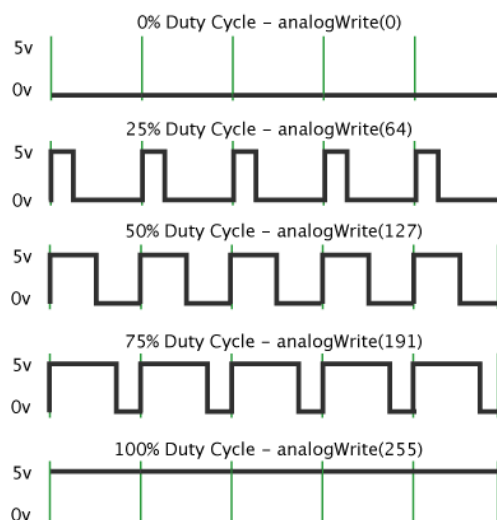 0% Duty Cycle – analogWrite(0)
5v
0v
25% Duty Cycle – analogWrite(64)
5v
0v
50% Duty Cycle – analogWrite(127)
5v
0v
75% Duty Cycle – analogWrite(191)
5v
0v
100% Duty Cycle – analogWrite(255)
5v
0v